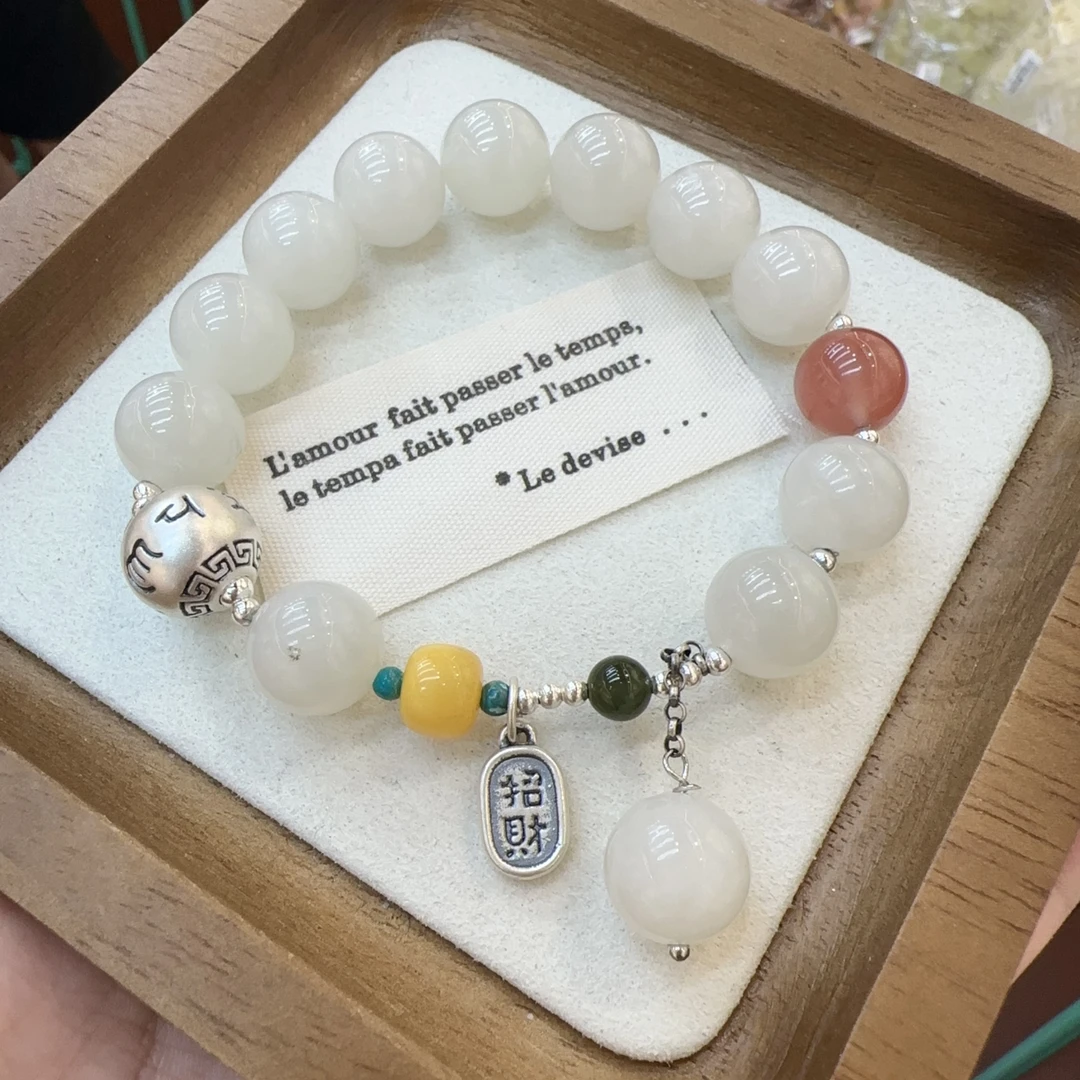 L'amour fait passer le temps,
le tempa fait passer l'amour.
*Le devise . . .
招
財